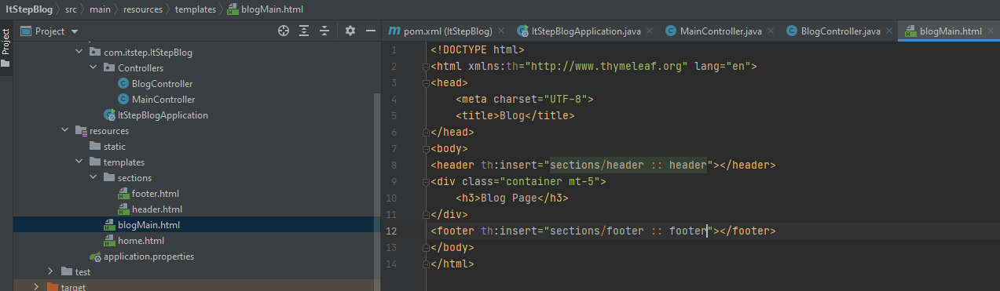 ItStepBlog > src > main > resources > templates > blogMain.html
Project
Project
pom.xml (ItStepBlog) ItStepBlogApplication.java MainController.java BlogController.java blogMain.html
com.itstep.ItStepBlog
Controllers
BlogController
MainController
ItStepBlogApplication
resources
static
templates
sections
footer.html
header.html
blogMain.html
home.html
application.properties
test
target
1 <!DOCTYPE html>
2 <html xmlns:th="http://www.thymeleaf.org" lang="en">
3 <head>
4 <meta charset="UTF-8">
5 <title>Blog</title>
6 </head>
7 <body>
8 <header th:insert="sections/header :: header"></header>
9 <div class="container mt-5">
10 <h3>Blog Page</h3>
11 </div>
12 <footer th:insert="sections/footer :: footer"></footer>
13 </body>
14 </html>